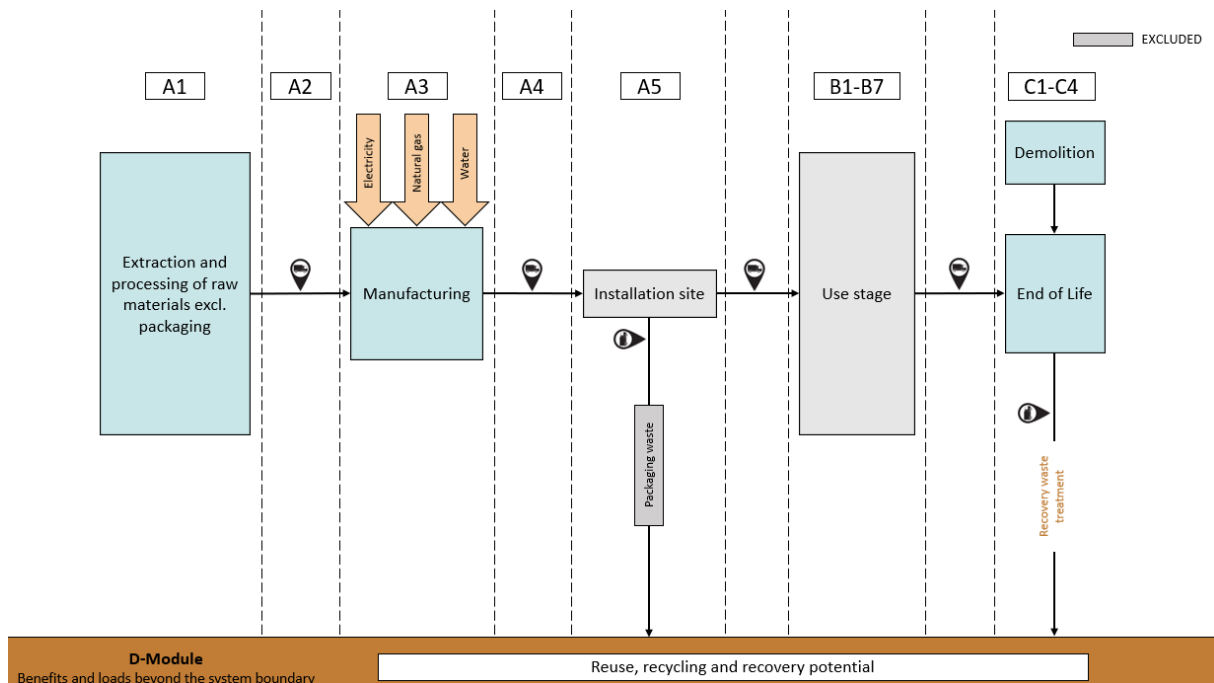 EXCLUDED
A1
A2
A3
A4
A5
B1-B7
C1-C4
Electricity
Natural gas
Water
Demolition
Extraction and
processing of raw
materials excl.
packaging
Manufacturing
Installation site
Use stage
End of Life
Packaging waste
Recovery waste
treatment
D-Module
Benefits and loads beyond the system boundary
Reuse, recycling and recovery potential